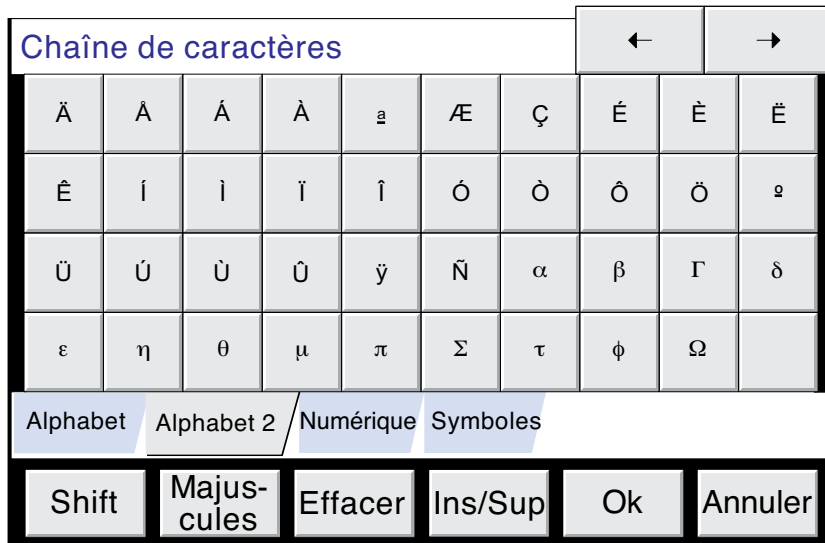 Chaîne de caractères ← →
Ä Å Á À ª Æ Ç É È Ë
Ê Í Ì Ï Î Ó Ò Ô Ö º
Ü Ú Ù Û ÿ Ñ α β Γ δ
ε η θ μ π Σ τ φ Ω
Alphabet Alphabet 2 Numérique Symboles
Shift Majus- Effacer Ins/Sup Ok Annuler
cules